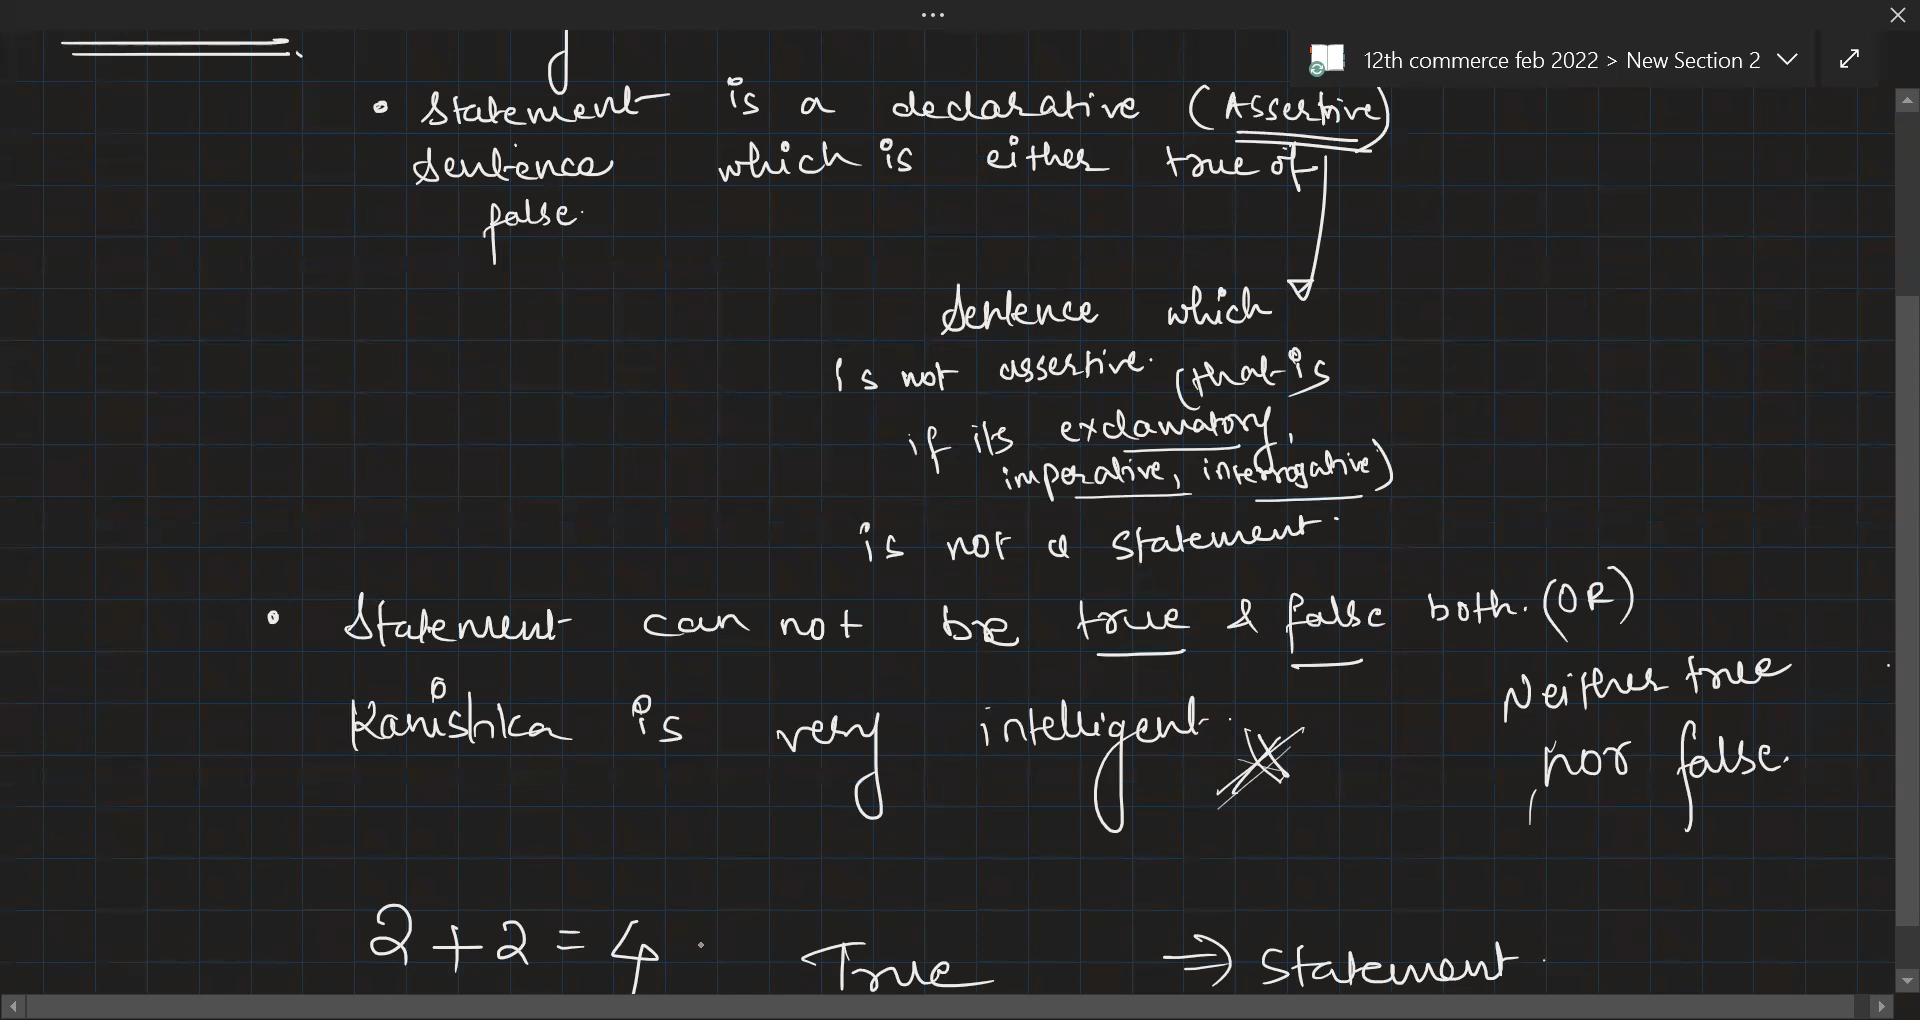 12th commerce feb 2022 > New Section 2
• Statement is a declarative (Assertive)
sentence which is either true of
false.
Sentence which
is not assertive. (that is
if its exclamatory,
imperative, interrogative)
is not a statement.
• Statement can not be true & false both. (OR)
Neither true
nor false.
Kanishka is very intelligent.
2 + 2 = 4. True ⇒ Statement.